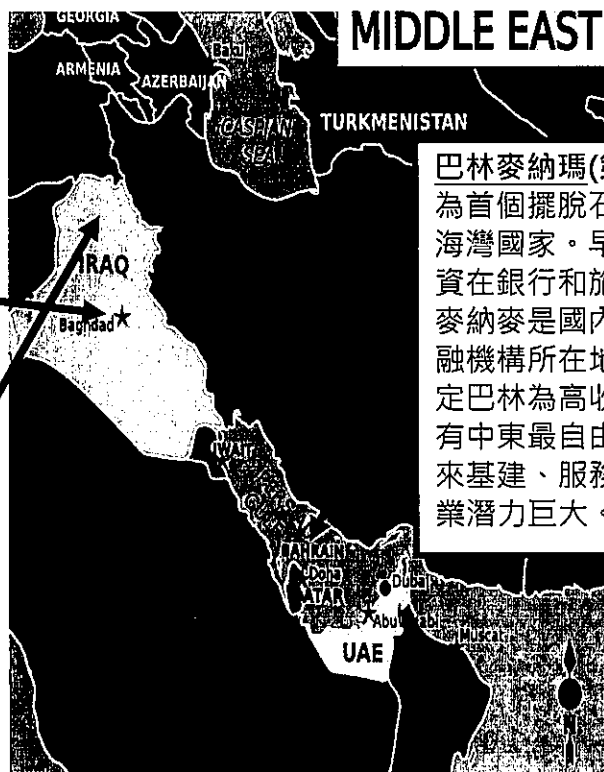 MIDDLE EAST
GEORGIA
Baku
ARMENIA
AZERBAIJAN
CASPIAN
SEA
TURKMENISTAN
巴林麥納瑪(
為首個擺脫石
海灣國家。早
資在銀行和旅
麥納麥是國內
融機構所在地
定巴林為高收
有中東最自由
來基建、服務
業潛力巨大。
IRAQ
Baghdad
WAIT
BAHRAIN
Doha
ATAR
Dubai
Abu
abi
Muscat
UAE